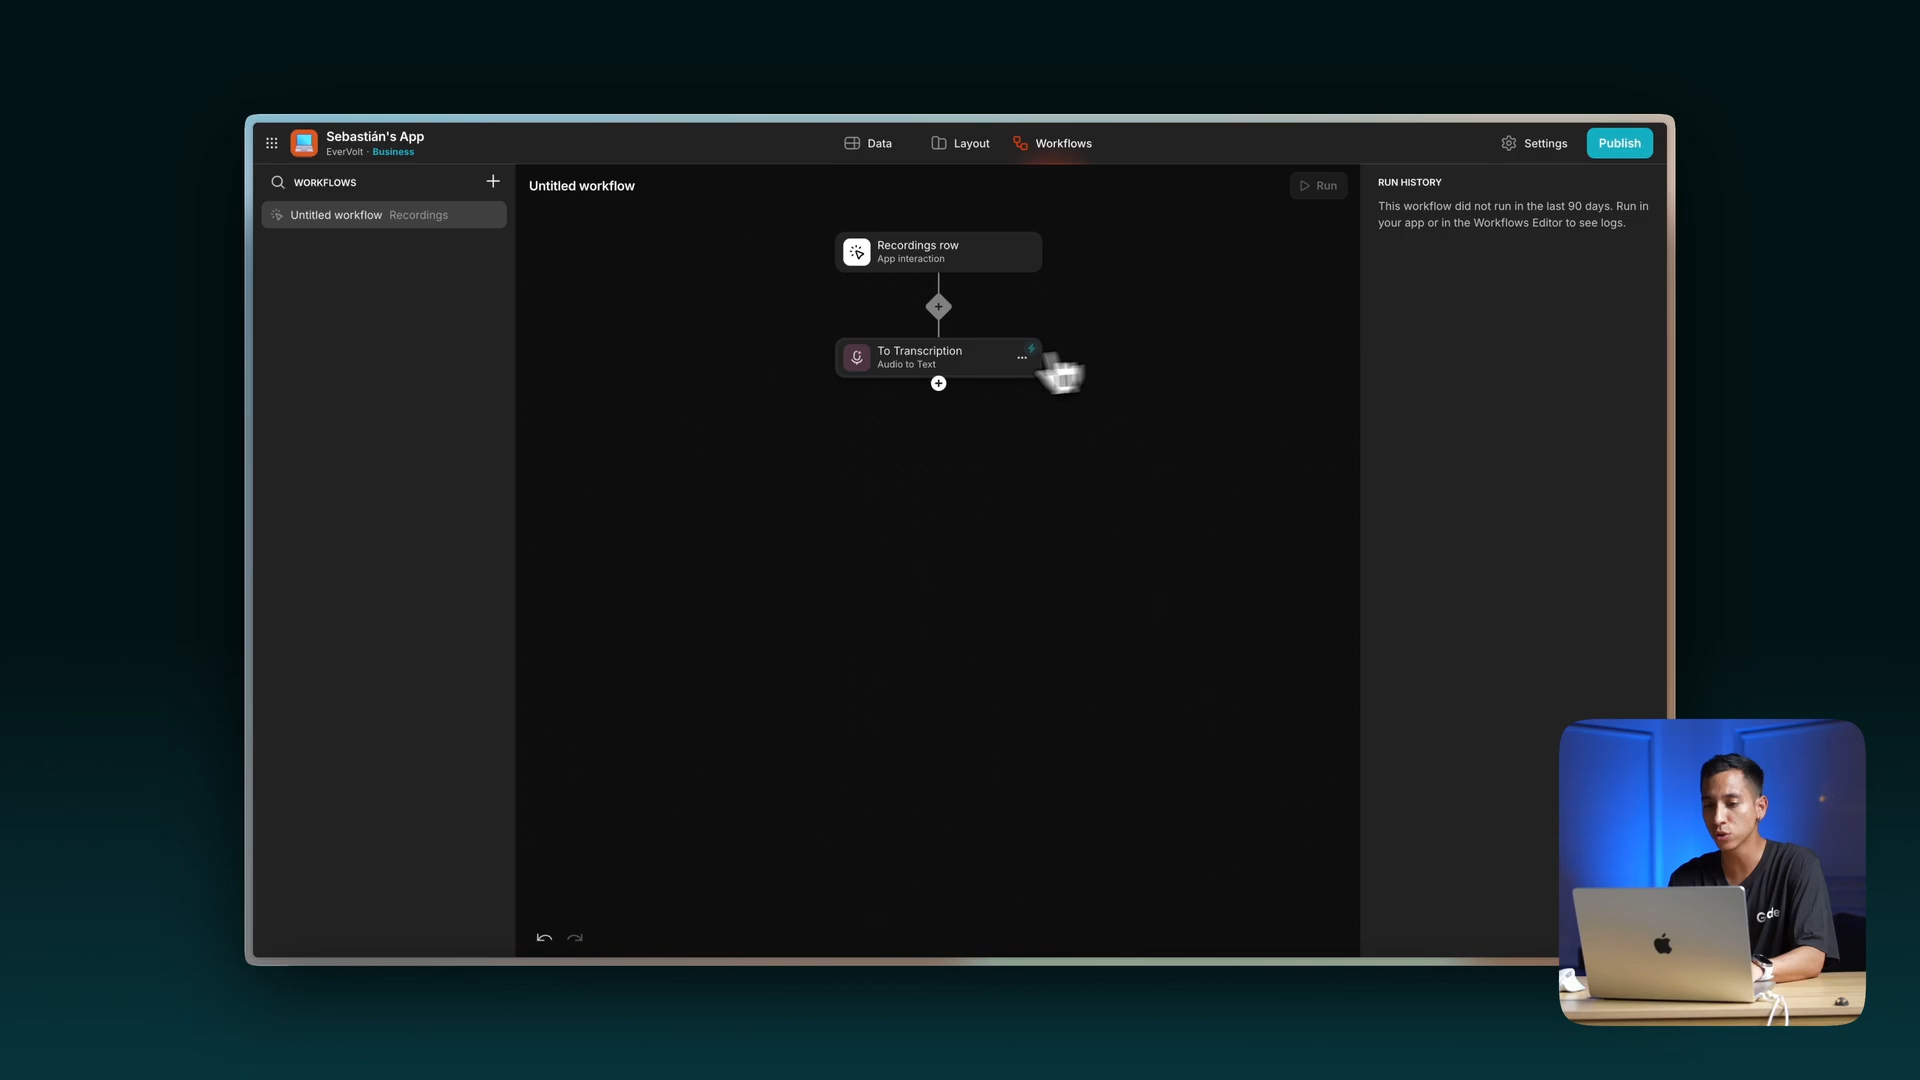 Sebastián's App
EverVolt · Business
Data
Layout
Workflows
Settings
Publish
WORKFLOWS
Untitled workflow Recordings
Untitled workflow
Run
Recordings row
App interaction
To Transcription
Audio to Text
RUN HISTORY
This workflow did not run in the last 90 days. Run in
your app or in the Workflows Editor to see logs.